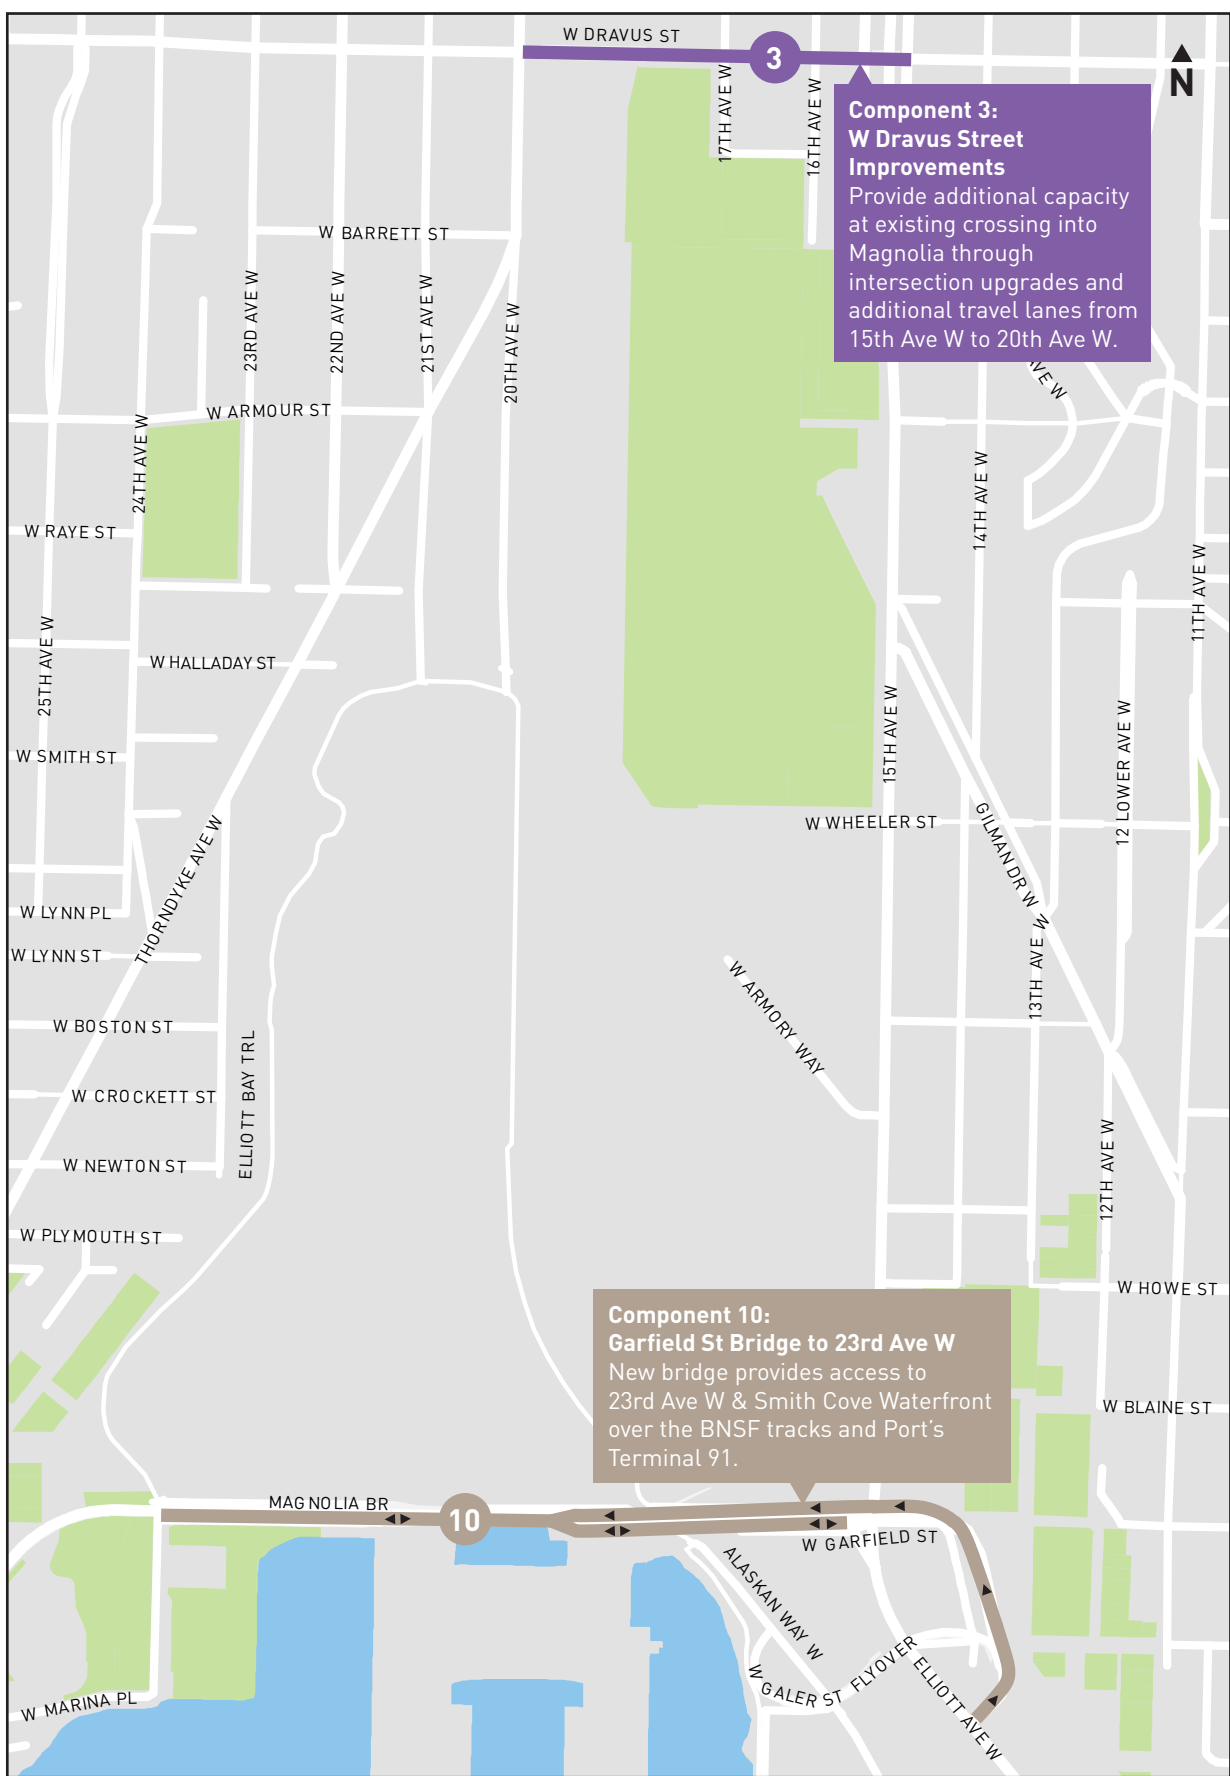 W DRAVUS ST
3
N
17TH AVE W
16TH AVE W
Component 3:
W Dravus Street
Improvements
Provide additional capacity
at existing crossing into
Magnolia through
intersection upgrades and
additional travel lanes from
15th Ave W to 20th Ave W.
W BARRETT ST
23RD AVE W
22ND AVE W
21ST AVE W
20TH AVE W
AVE W
W ARMOUR ST
24TH AVE W
14TH AVE W
W RAYE ST
11TH AVE W
25TH AVE W
W HALLADAY ST
15TH AVE W
12 LOWER AVE W
W SMITH ST
THORNDYKE AVE W
W WHEELER ST
GILMAN DR W
W
W LYNN PL
W LYNN ST
13TH AVE W
W ARMORY WAY
W BOSTON ST
ELLIOTT BAY TRL
W CROCKETT ST
12TH AVE W
W NEWTON ST
W PLYMOUTH ST
W HOWE ST
Component 10:
Garfield St Bridge to 23rd Ave W
New bridge provides access to
23rd Ave W & Smith Cove Waterfront
over the BNSF tracks and Port's
Terminal 91.
W BLAINE ST
MAGNOLIA BR
10
W GARFIELD ST
ALASKAN WAY W
W GALER ST FLYOVER
ELLIOTT AVE W
W MARINA PL